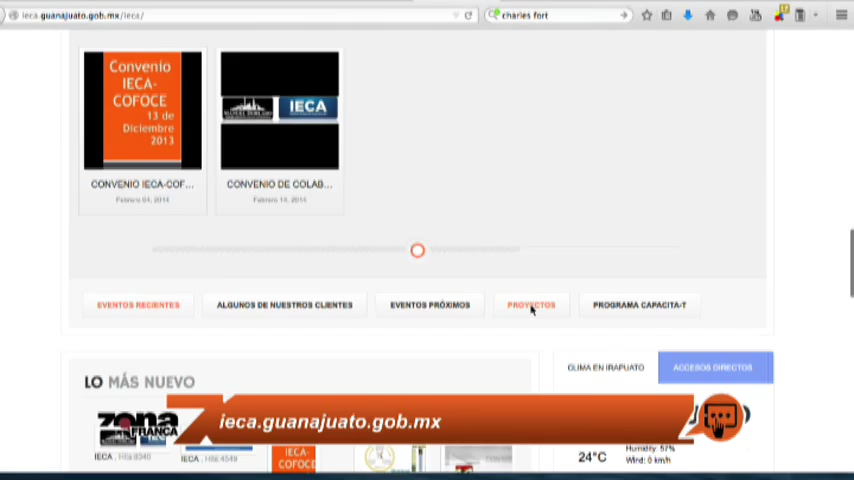 ieca.guanajuato.gob.mx/ieca/
charles fort
Convenio
IECA-
COFOCE
13 de
Diciembre
2013
IECA
CONVENIO IECA-COF...
CONVENIO DE COLAB...
Febrero 04, 2014
Febrero 14, 2014
EVENTOS RECIENTES
ALGUNOS DE NUESTROS CLIENTES
EVENTOS PRÓXIMOS
PROYECTOS
PROGRAMA CAPACITA-T
LO MÁS NUEVO
CLIMA EN IRAPUATO
ACCESOS DIRECTOS
zona
FRANCA
ieca.guanajuato.gob.mx
IECA , Hits:8340
IECA , Hits:4549
IECA-
COFOCE
24°C
Humidity: 57%
Wind: 0 km/h